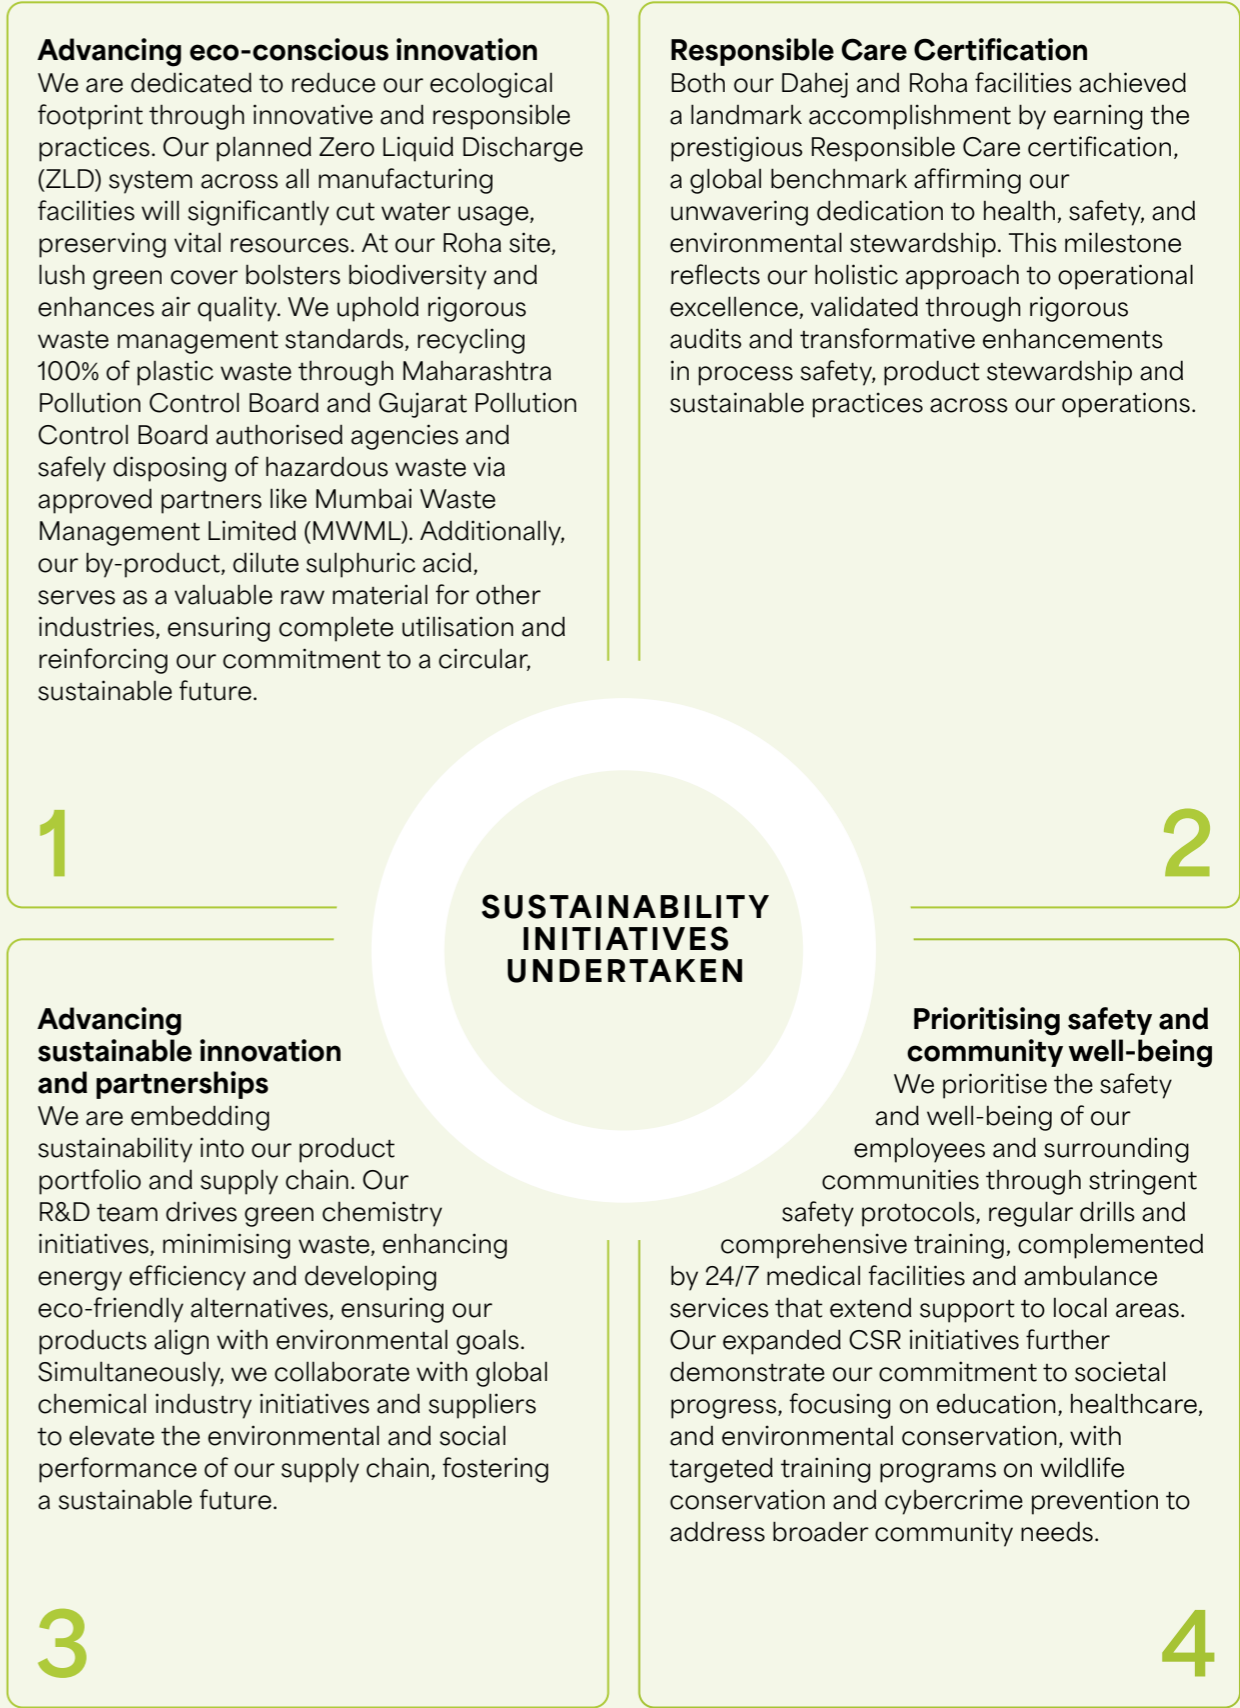 Advancing eco-conscious innovation
We are dedicated to reduce our ecological
footprint through innovative and responsible
practices. Our planned Zero Liquid Discharge
(ZLD) system across all manufacturing
facilities will significantly cut water usage,
preserving vital resources. At our Roha site,
lush green cover bolsters biodiversity and
enhances air quality. We uphold rigorous
waste management standards, recycling
100% of plastic waste through Maharashtra
Pollution Control Board and Gujarat Pollution
Control Board authorised agencies and
safely disposing of hazardous waste via
approved partners like Mumbai Waste
Management Limited (MWML). Additionally,
our by-product, dilute sulphuric acid,
serves as a valuable raw material for other
industries, ensuring complete utilisation and
reinforcing our commitment to a circular,
sustainable future.
1
Responsible Care Certification
Both our Dahej and Roha facilities achieved
a landmark accomplishment by earning the
prestigious Responsible Care certification,
a global benchmark affirming our
unwavering dedication to health, safety, and
environmental stewardship. This milestone
reflects our holistic approach to operational
excellence, validated through rigorous
audits and transformative enhancements
in process safety, product stewardship and
sustainable practices across our operations.
2
SUSTAINABILITY
INITIATIVES
UNDERTAKEN
Advancing
sustainable innovation
and partnerships
We are embedding
sustainability into our product
portfolio and supply chain. Our
R&D team drives green chemistry
initiatives, minimising waste, enhancing
energy efficiency and developing
eco-friendly alternatives, ensuring our
products align with environmental goals.
Simultaneously, we collaborate with global
chemical industry initiatives and suppliers
to elevate the environmental and social
performance of our supply chain, fostering
a sustainable future.
3
Prioritising safety and
community well-being
We prioritise the safety
and well-being of our
employees and surrounding
communities through stringent
safety protocols, regular drills and
comprehensive training, complemented
by 24/7 medical facilities and ambulance
services that extend support to local areas.
Our expanded CSR initiatives further
demonstrate our commitment to societal
progress, focusing on education, healthcare,
and environmental conservation, with
targeted training programs on wildlife
conservation and cybercrime prevention to
address broader community needs.
4